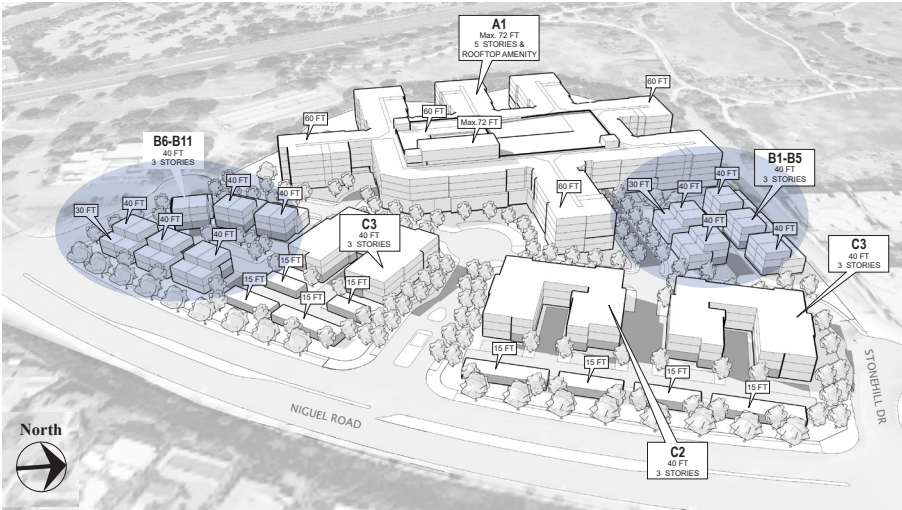 A1
Max. 72 FT
5 STORIES &
ROOFTOP AMENITY
60 FT
60 FT
60 FT
Max.72 FT
B6-B11
40 FT
3 STORIES
B1-B5
40 FT
3 STORIES
40 FT
40 FT
30 FT
40 FT
40 FT
40 FT
30 FT
40 FT
40 FT
60 FT
40 FT
40 FT
C3
40 FT
3 STORIES
C3
40 FT
3 STORIES
15 FT
15 FT
15 FT
15 FT
15 FT
15 FT
15 FT
15 FT
STONEHILL DR
NIGUEL ROAD
North
C2
40 FT
3 STORIES